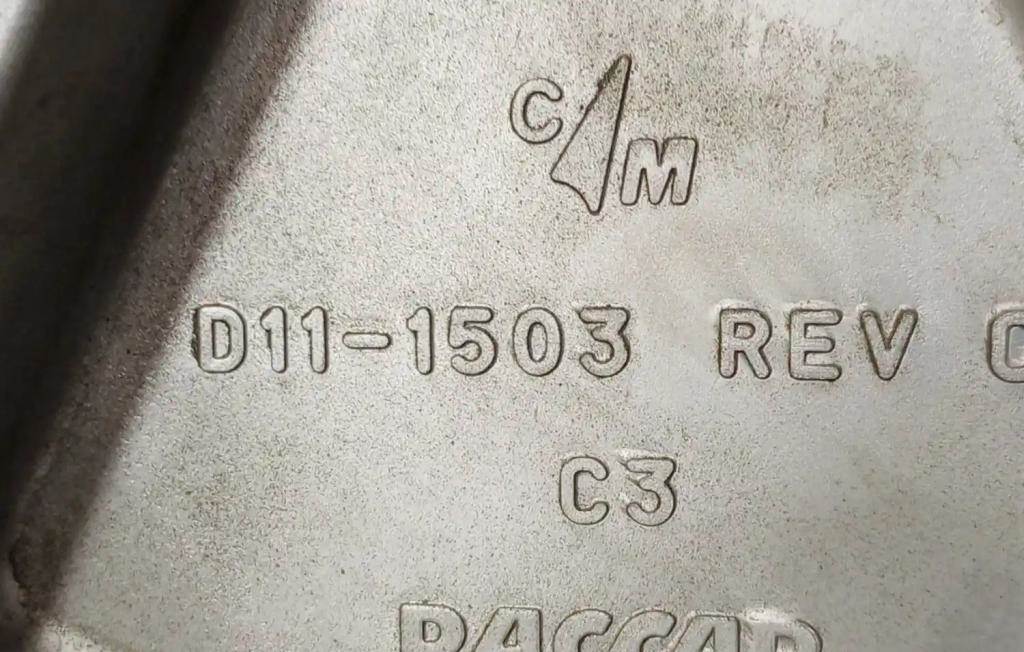 C M
D11-1503 REV
C3
PACCAR